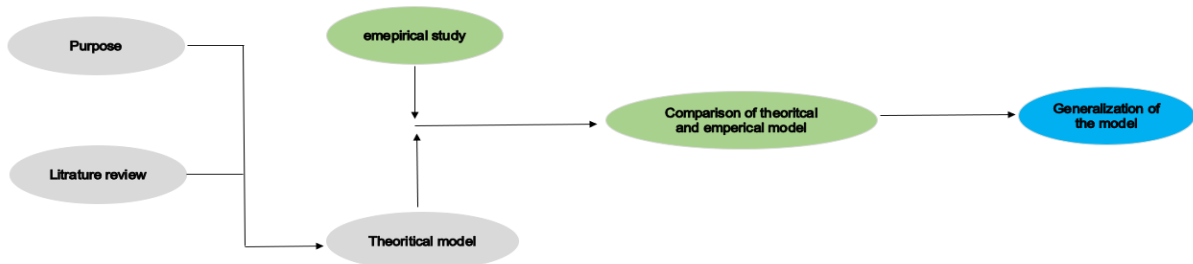 Purpose
emepirical study
Comparison of theoritcal
and emperical model
Generalization of
the model
Litrature review
Theoritical model